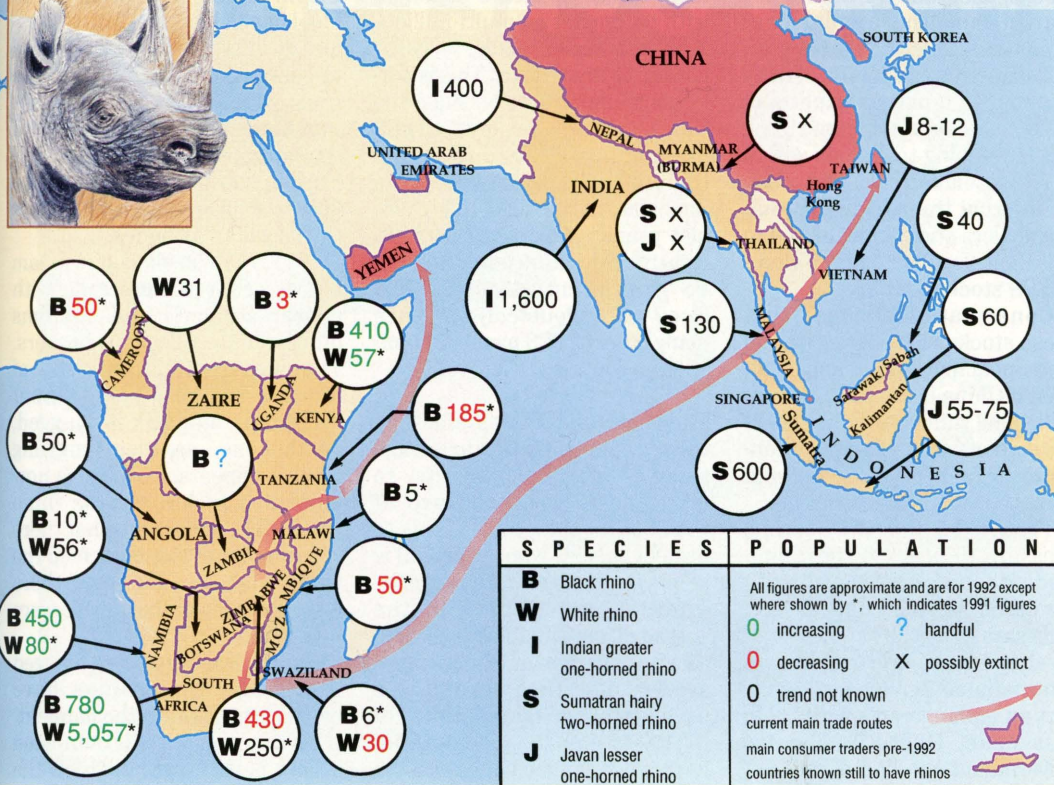 CHINA
SOUTH KOREA
I 400
S X
J 8-12
NEPAL
MYANMAR
(BURMA)
TAIWAN
UNITED ARAB
EMIRATES
INDIA
Hong
Kong
S X
J X
S 40
THAILAND
YEMEN
VIETNAM
B 50*
W 31
B 3*
I 1,600
B 410
W 57*
S 130
S 60
MALAYSIA
CAMEROON
ZAIRE
UGANDA
KENYA
Sarawak/Sabah
SINGAPORE
Kalimantan
B 185*
J 55-75
Sumatra
INDONESIA
B 50*
B ?
S 600
TANZANIA
B 5*
B 10*
W 56*
ANGOLA
MALAWI
ZAMBIA
B 50*
ZIMBABWE
MOZAMBIQUE
B 450
W 80*
NAMIBIA
BOTSWANA
SWAZILAND
SOUTH
AFRICA
B 780
W 5,057*
B 430
W 250*
B 6*
W 30
SPECIES
B Black rhino
W White rhino
I Indian greater
one-horned rhino
S Sumatran hairy
two-horned rhino
J Javan lesser
one-horned rhino
POPULATION
All figures are approximate and are for 1992 except
where shown by *, which indicates 1991 figures
0 increasing ? handful
0 decreasing X possibly extinct
0 trend not known
current main trade routes
main consumer traders pre-1992
countries known still to have rhinos